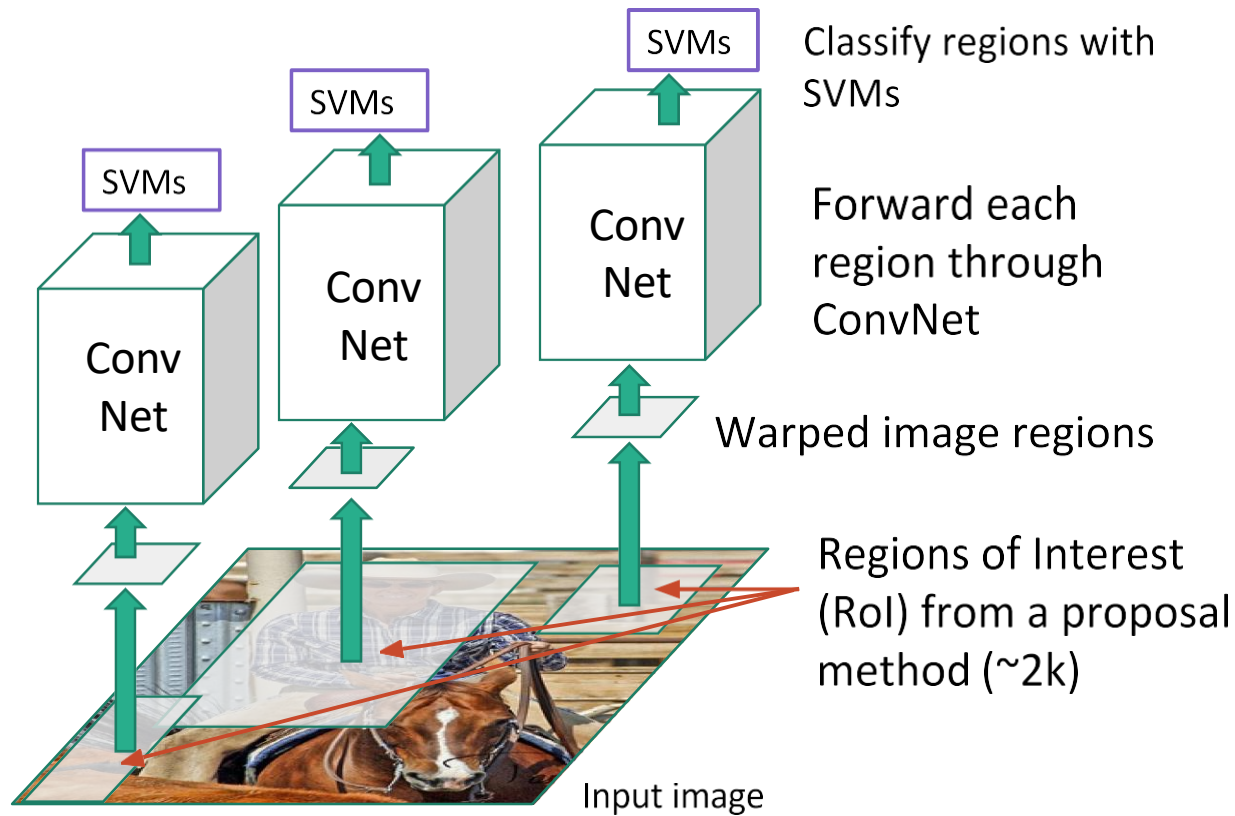 SVMs
Classify regions with
SVMs
SVMs
SVMs
Conv
Net
Conv
Net
Conv
Net
Forward each
region through
ConvNet
Warped image regions
Regions of Interest
(RoI) from a proposal
method (~2k)
Input image